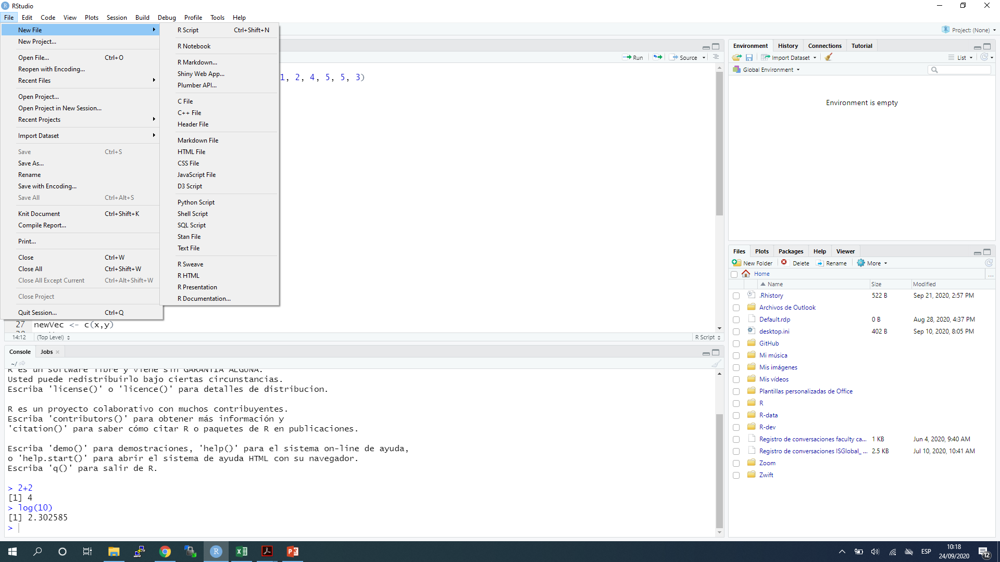 RStudio
File Edit Code View Plots Session Build Debug Profile Tools Help
New File
New Project...
Open File... Ctrl+O
Reopen with Encoding...
Recent Files
Open Project...
Open Project in New Session...
Recent Projects
Import Dataset
Save Ctrl+S
Save As...
Rename
Save with Encoding...
Save All Ctrl+Alt+S
Knit Document Ctrl+Shift+K
Compile Report...
Print...
Close Ctrl+W
Close All Ctrl+Shift+W
Close All Except Current Ctrl+Alt+Shift+W
Close Project
Quit Session... Ctrl+Q
R Script Ctrl+Shift+N
R Notebook
R Markdown...
Shiny Web App...
Plumber API...
C File
C++ File
Header File
Markdown File
HTML File
CSS File
JavaScript File
D3 Script
Python Script
Shell Script
SQL Script
Stan File
Text File
R Sweave
R HTML
R Presentation
R Documentation...
Run Source
1, 2, 4, 5, 5, 3)
27 newVec <- c(x,y)
14:12 (Top Level) R Script
Console Jobs
~/
R es un software libre y viene sin GARANTIA ALGUNA.
Usted puede redistribuirlo bajo ciertas circunstancias.
Escriba 'license()' o 'licence()' para detalles de distribucion.
R es un proyecto colaborativo con muchos contribuyentes.
Escriba 'contributors()' para obtener más información y
'citation()' para saber cómo citar R o paquetes de R en publicaciones.
Escriba 'demo()' para demostraciones, 'help()' para el sistema on-line de ayuda,
o 'help.start()' para abrir el sistema de ayuda HTML con su navegador.
Escriba 'q()' para salir de R.
> 2+2
[1] 4
> log(10)
[1] 2.302585
>
Project: (None)
Environment History Connections Tutorial
Import Dataset List
Global Environment
Environment is empty
Files Plots Packages Help Viewer
New Folder Delete Rename More
Home ...
Name Size Modified
.Rhistory 522 B Sep 21, 2020, 2:57 PM
Archivos de Outlook
Default.rdp 0 B Aug 28, 2020, 4:37 PM
desktop.ini 402 B Sep 10, 2020, 8:05 PM
GitHub
Mi música
Mis imágenes
Mis vídeos
Plantillas personalizadas de Office
R
R-data
R-dev
Registro de conversaciones faculty ca... 1 KB Jun 4, 2020, 9:40 AM
Registro de conversaciones ISGlobal_ ... 2.5 KB Jul 10, 2020, 10:41 AM
Zoom
Zwift
ESP
10:18
24/09/2020
12